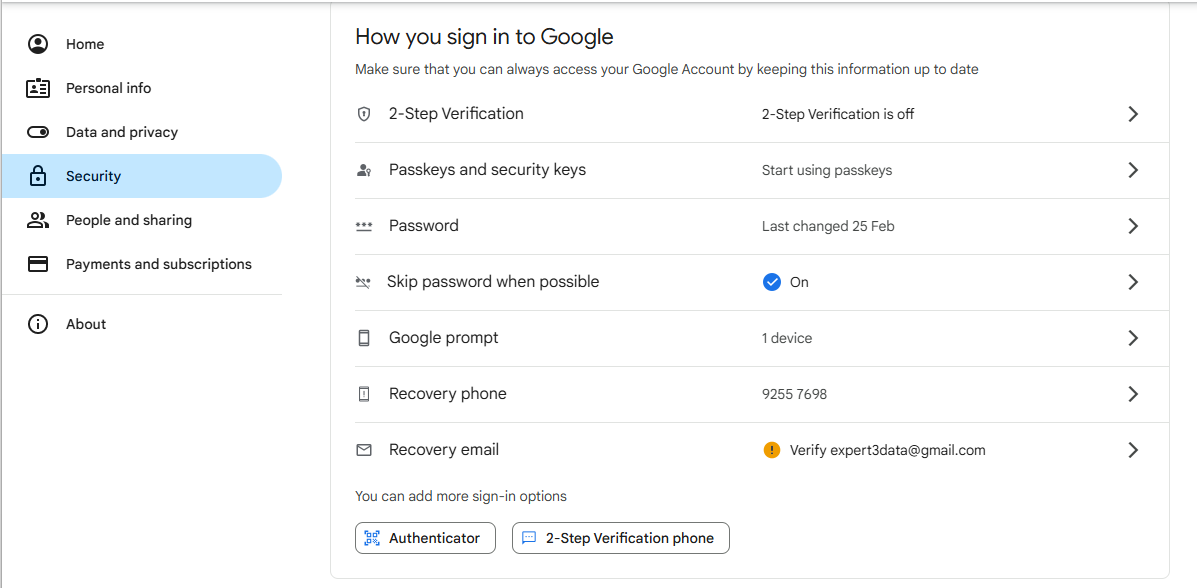 Home
Personal info
Data and privacy
Security
People and sharing
Payments and subscriptions
About
How you sign in to Google
Make sure that you can always access your Google Account by keeping this information up to date
2-Step Verification 2-Step Verification is off
Passkeys and security keys Start using passkeys
Password Last changed 25 Feb
Skip password when possible On
Google prompt 1 device
Recovery phone 9255 7698
Recovery email Verify expert3data@gmail.com
You can add more sign-in options
Authenticator 2-Step Verification phone